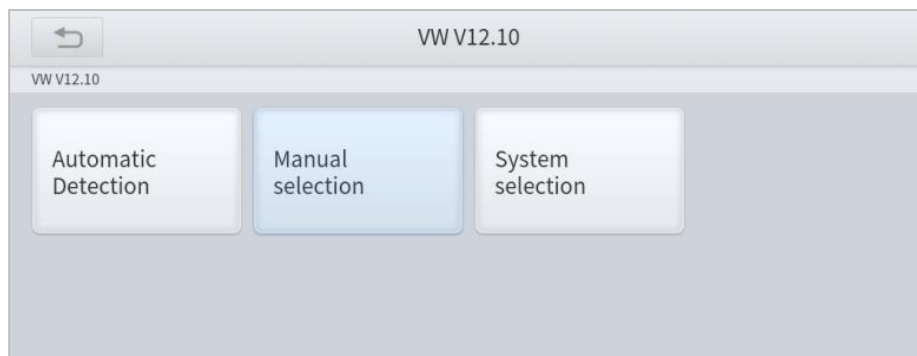 VW V12.10
VW V12.10
Automatic
Detection
Manual
selection
System
selection